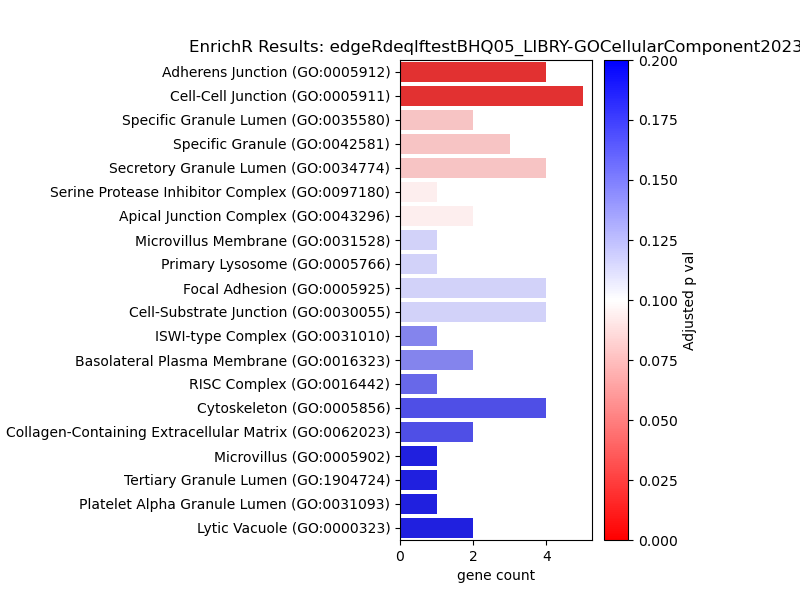 EnrichR Results: edgeRdeqlftestBHQ05_LIBRY-GOCellularComponent2023
Adherens Junction (GO:0005912)
Cell-Cell Junction (GO:0005911)
Specific Granule Lumen (GO:0035580)
Specific Granule (GO:0042581)
Secretory Granule Lumen (GO:0034774)
Serine Protease Inhibitor Complex (GO:0097180)
Apical Junction Complex (GO:0043296)
Microvillus Membrane (GO:0031528)
Primary Lysosome (GO:0005766)
Focal Adhesion (GO:0005925)
Cell-Substrate Junction (GO:0030055)
ISWI-type Complex (GO:0031010)
Basolateral Plasma Membrane (GO:0016323)
RISC Complex (GO:0016442)
Cytoskeleton (GO:0005856)
Collagen-Containing Extracellular Matrix (GO:0062023)
Microvillus (GO:0005902)
Tertiary Granule Lumen (GO:1904724)
Platelet Alpha Granule Lumen (GO:0031093)
Lytic Vacuole (GO:0000323)
0 2 4
gene count
0.200
0.175
0.150
0.125
0.100
0.075
0.050
0.025
0.000
Adjusted p val